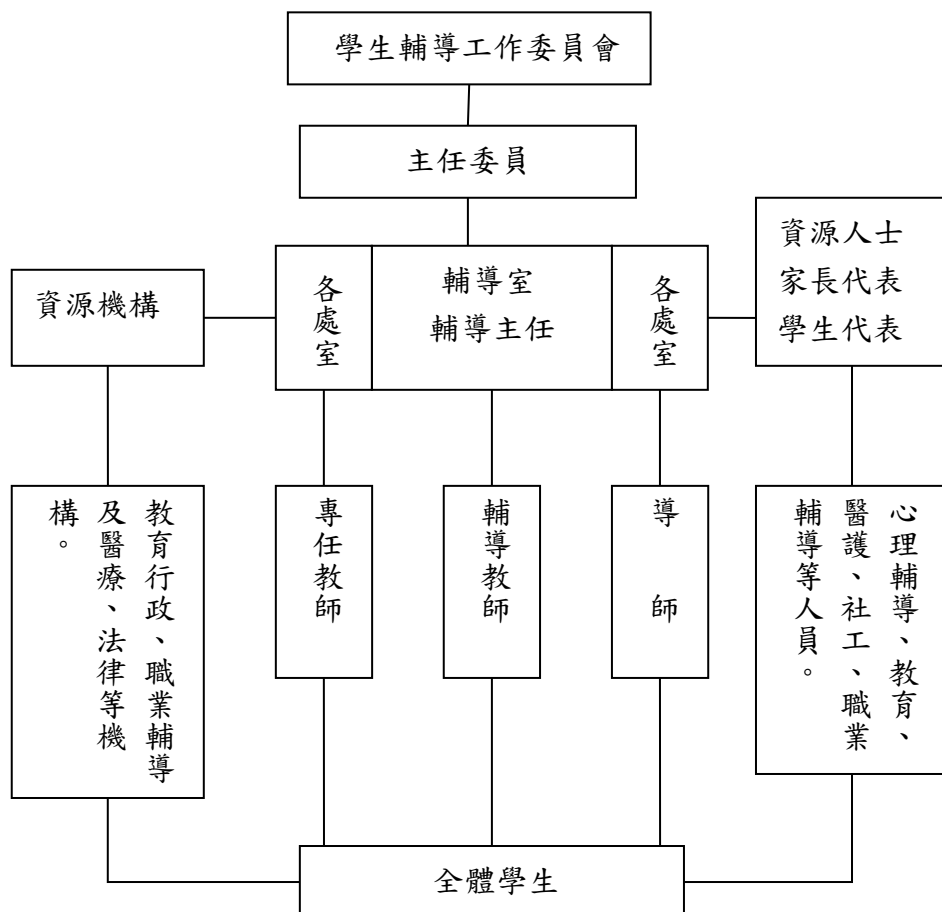 學生輔導工作委員會
主任委員
資源機構
各處室
輔導室
輔導主任
各處室
資源人士
家長代表
學生代表
教育行政、職業輔導
及醫療、法律等機
構。
專任教師
輔導教師
導　師
心理輔導、教育、
醫護、社工、職業
輔導等人員。
全體學生